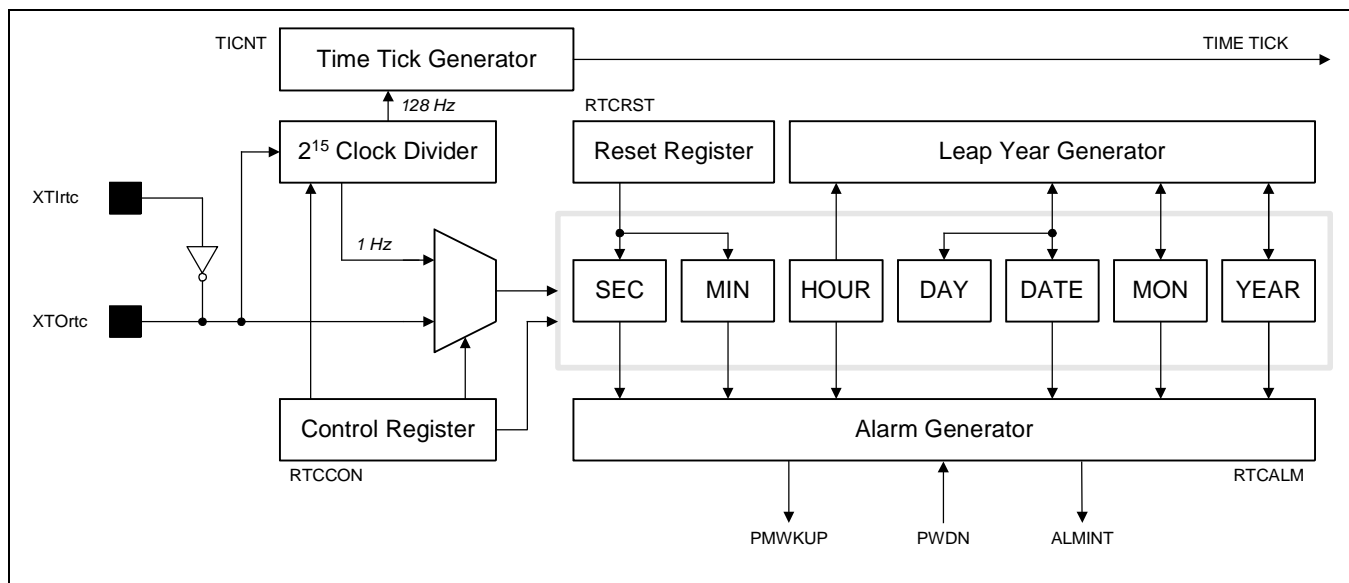 TICNT
Time Tick Generator
TIME TICK
128 Hz
RTCRST
2¹⁵ Clock Divider
Reset Register
Leap Year Generator
XTIrtc
1 Hz
SEC
MIN
HOUR
DAY
DATE
MON
YEAR
XTOrtc
Control Register
Alarm Generator
RTCCON
RTCALM
PMWKUP
PWDN
ALMINT